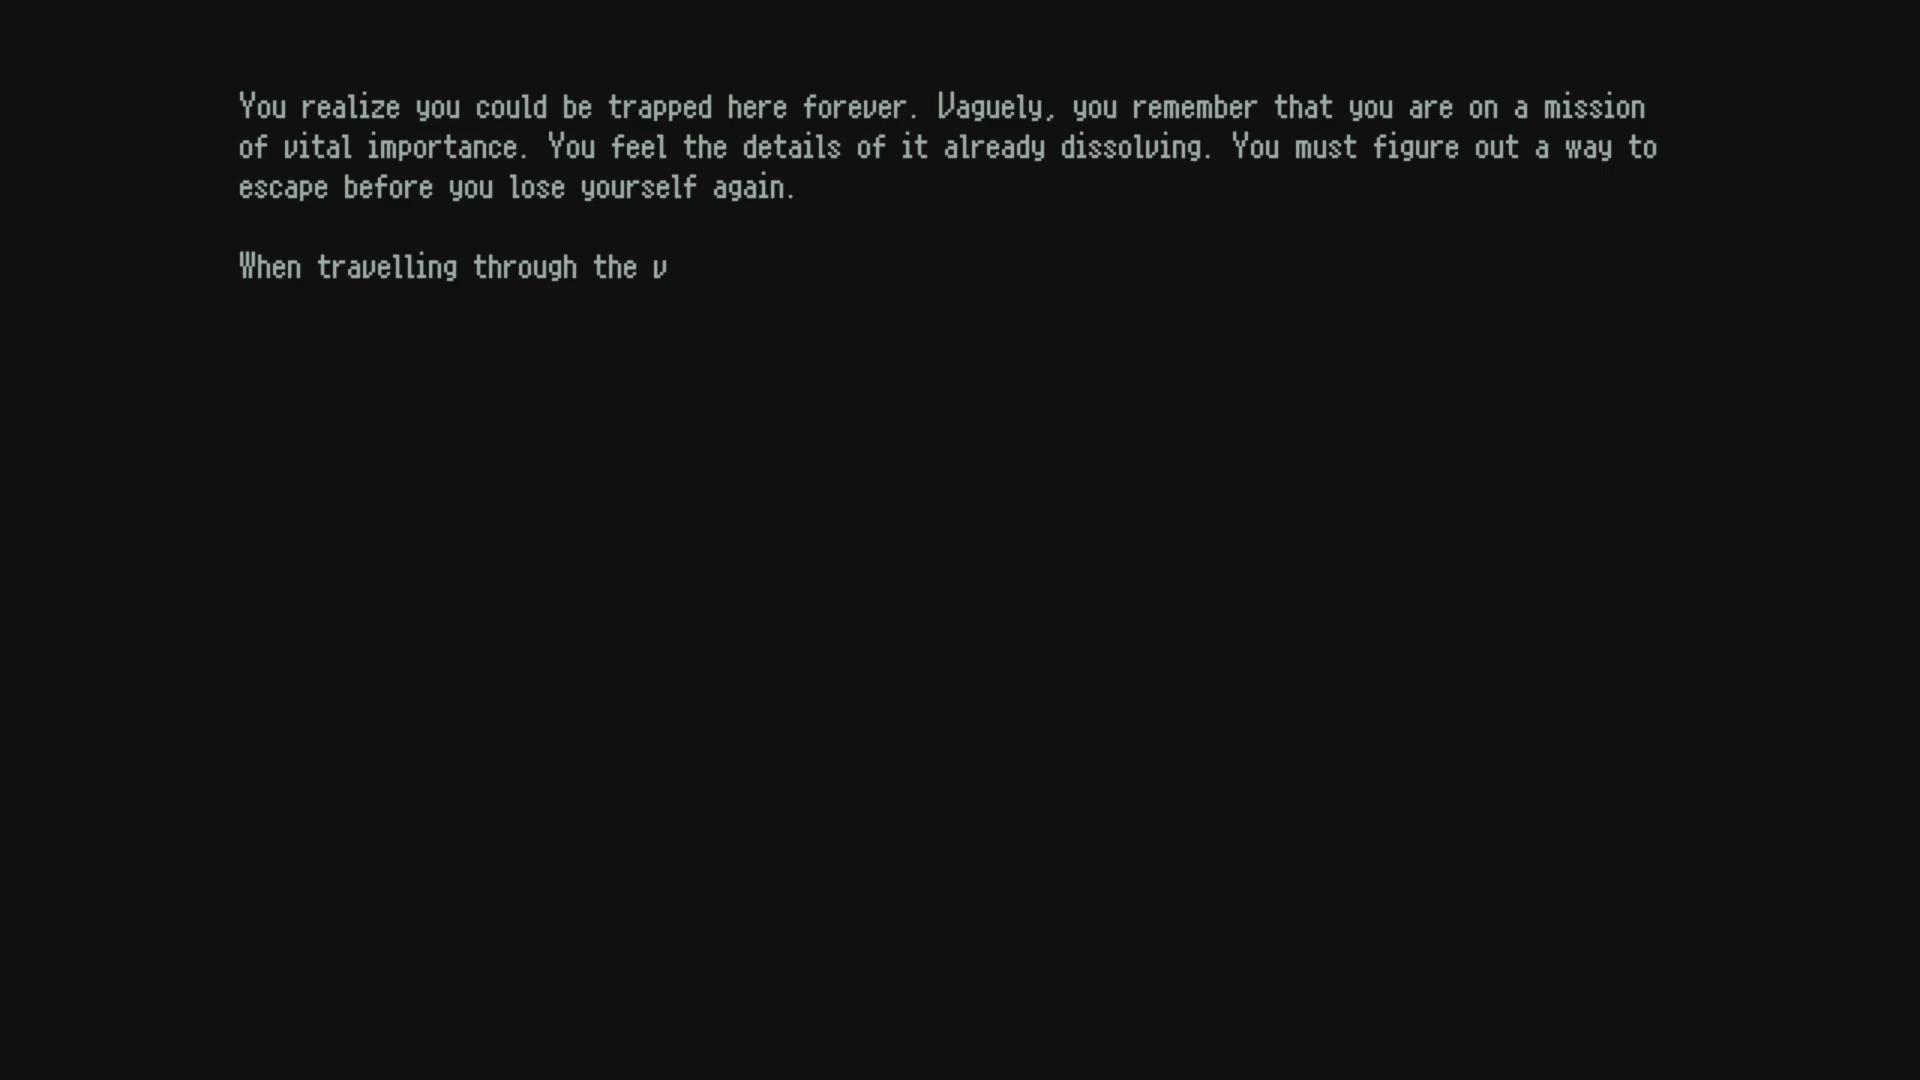 You realize you could be trapped here forever. Vaguely, you remember that you are on a mission
of vital importance. You feel the details of it already dissolving. You must figure out a way to
escape before you lose yourself again.
When travelling through the v